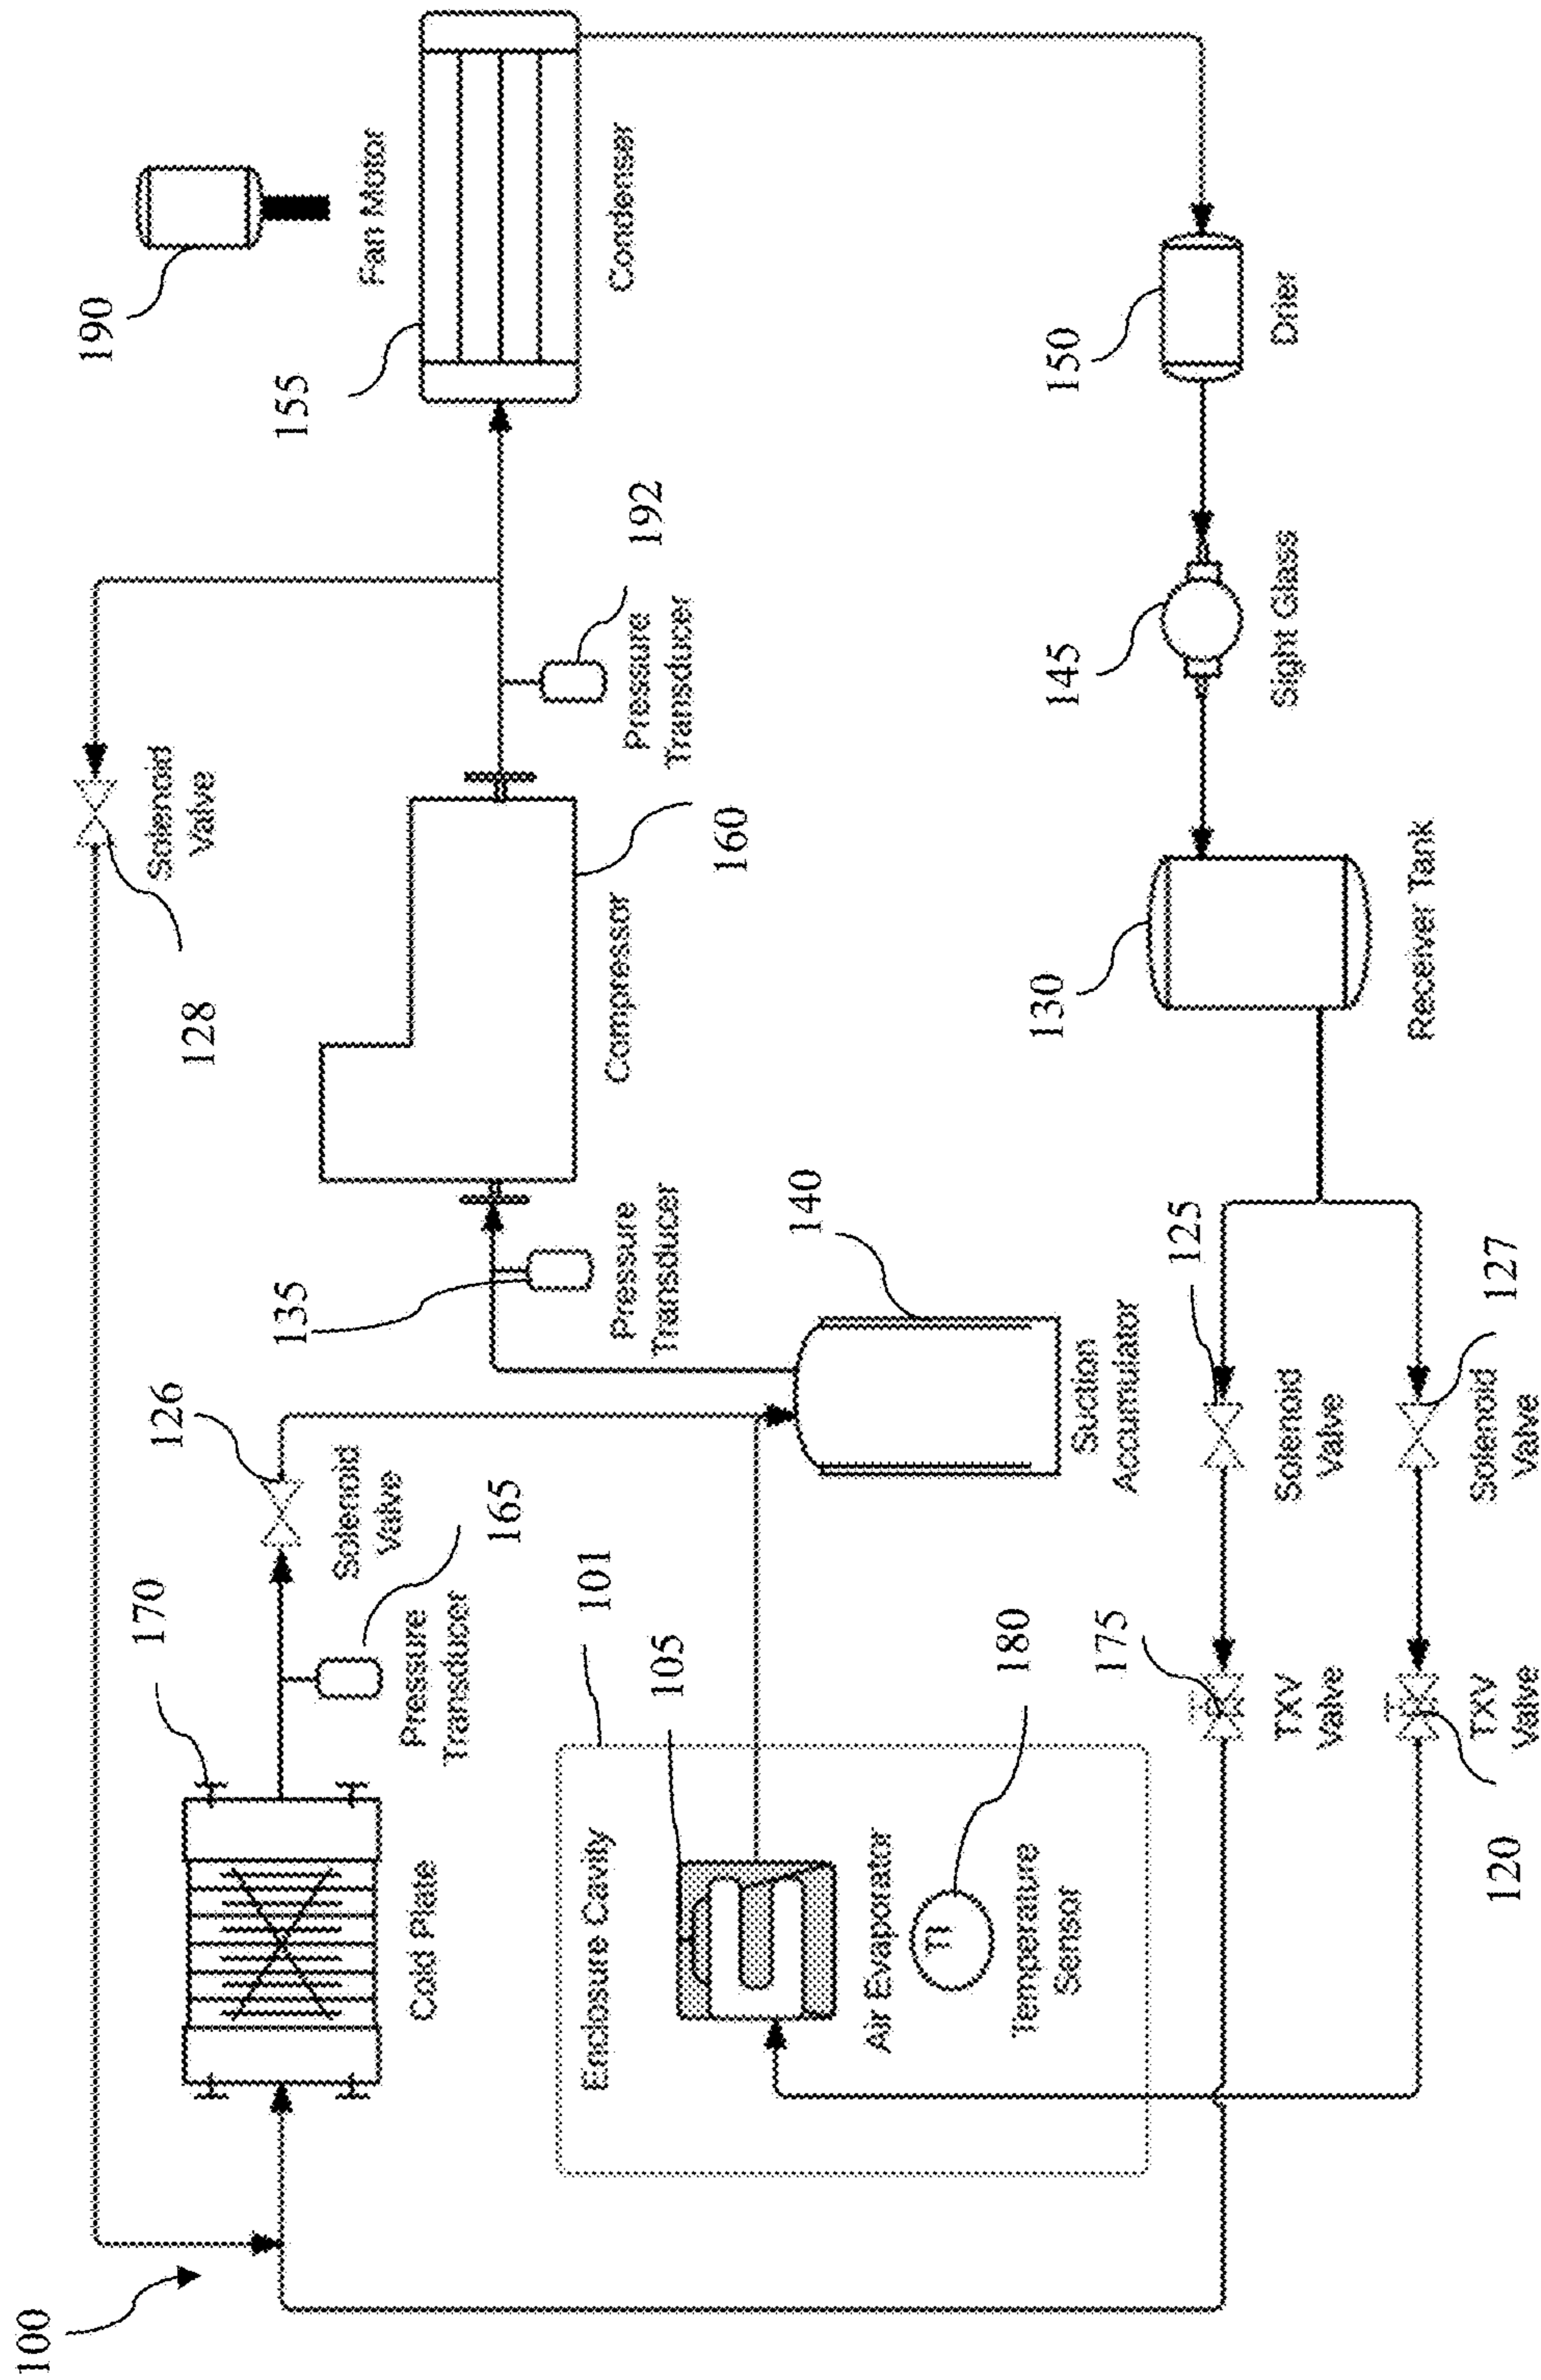 100
128
Solenoid
Valve
190
Fan Motor
155
Condenser
170
Cold Plate
165
Pressure
Transducer
126
Solenoid
Valve
135
Pressure
Transducer
160
Compressor
192
Pressure
Transducer
101
Enclosure Cavity
105
Air Evaporator
180
TI
Temperature
Sensor
140
Suction
Accumulator
175
TXV
Valve
125
Solenoid
Valve
130
Receiver Tank
145
Sight Glass
150
Drier
120
TXV
Valve
127
Solenoid
Valve